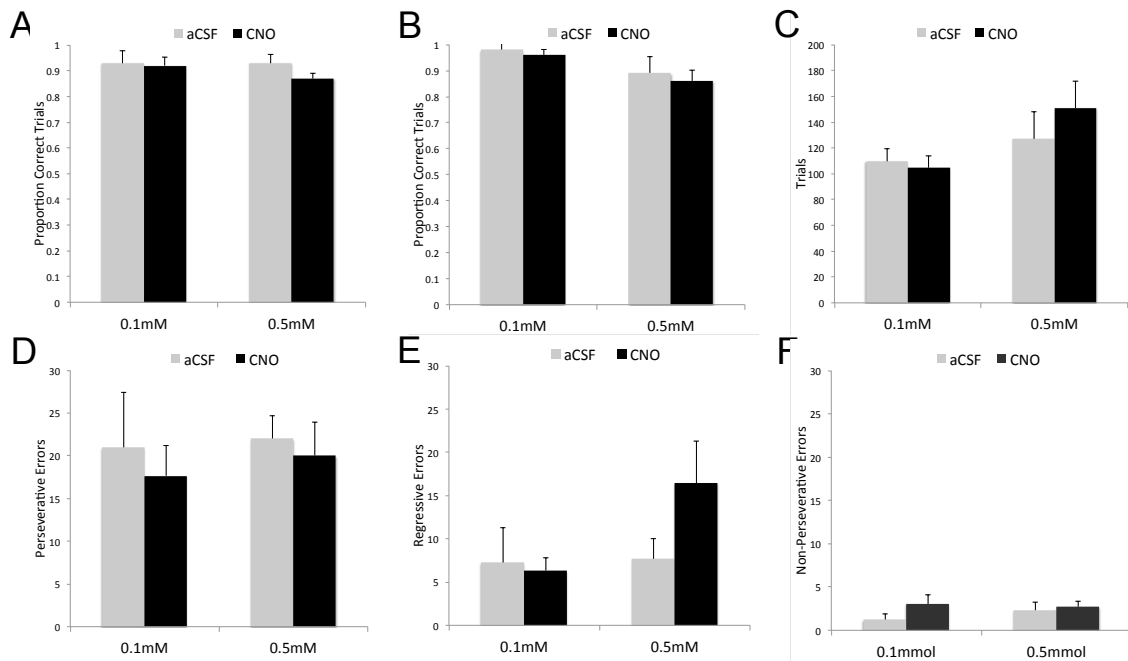 A
aCSF CNO
Proportion Correct Trials
1
0.9
0.8
0.7
0.6
0.5
0.4
0.3
0.2
0.1
0
0.1mM 0.5mM
B
aCSF CNO
Proportion Correct Trials
1
0.9
0.8
0.7
0.6
0.5
0.4
0.3
0.2
0.1
0
0.1mM 0.5mM
C
aCSF CNO
Trials
200
180
160
140
120
100
80
60
40
20
0
0.1mM 0.5mM
D
aCSF CNO
Perseverative Errors
30
25
20
15
10
5
0
0.1mM 0.5mM
E
aCSF CNO
Regressive Errors
30
25
20
15
10
5
0
0.1mM 0.5mM
F
aCSF CNO
Non-Perseverative Errors
30
25
20
15
10
5
0
0.1mmol 0.5mmol